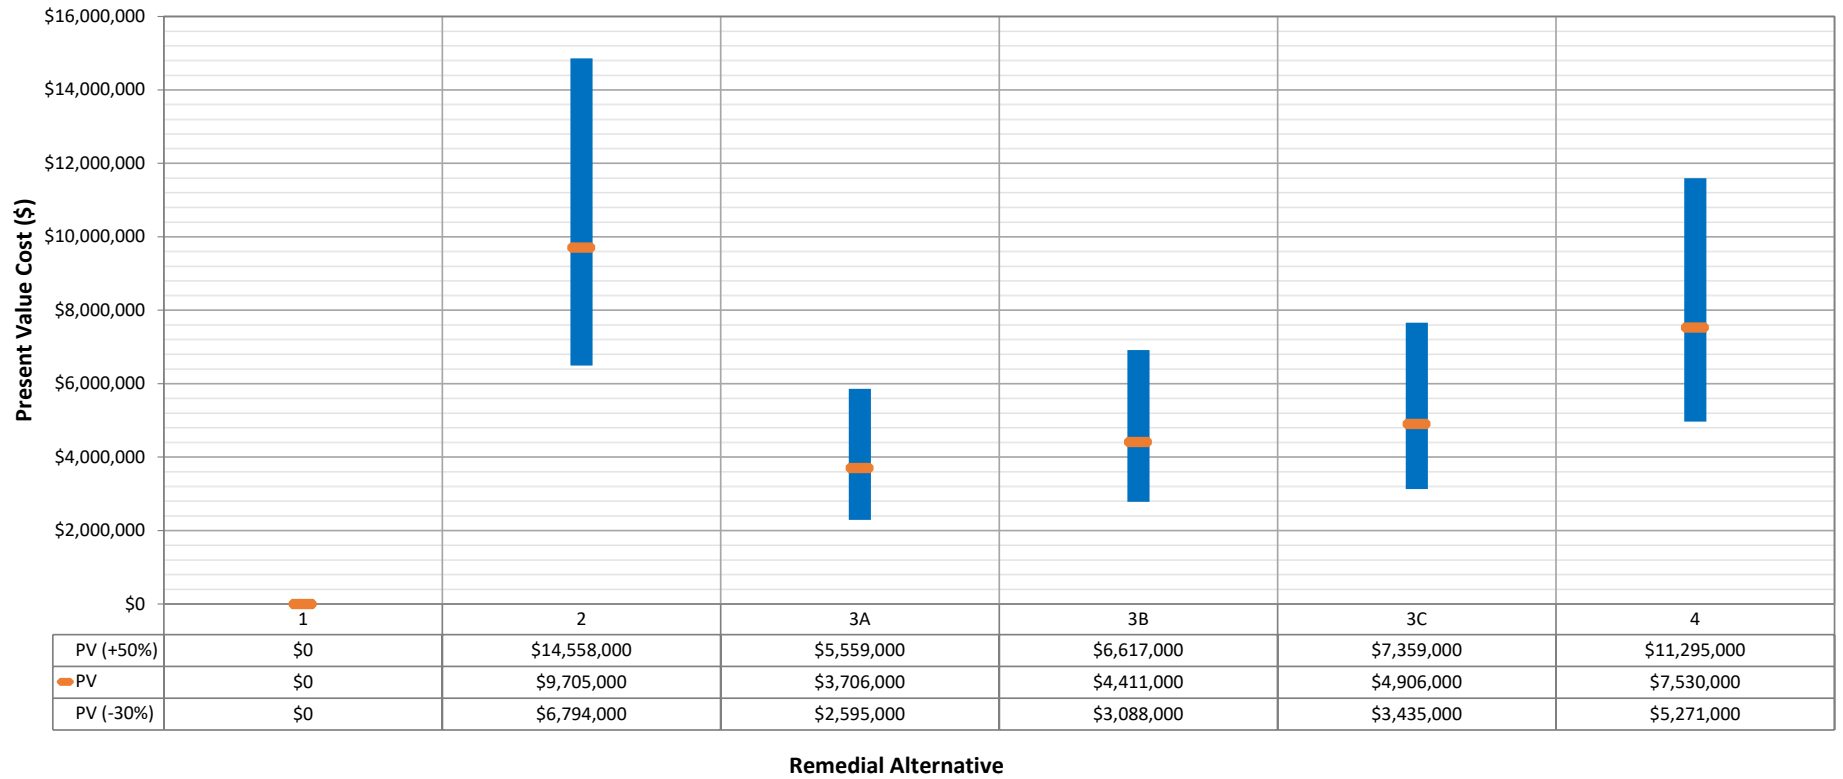 $16,000,000
$14,000,000
$12,000,000
$10,000,000
$8,000,000
$6,000,000
$4,000,000
$2,000,000
$0
Present Value Cost ($)
1 2 3A 3B 3C 4
PV (+50%) $0 $14,558,000 $5,559,000 $6,617,000 $7,359,000 $11,295,000
PV $0 $9,705,000 $3,706,000 $4,411,000 $4,906,000 $7,530,000
PV (-30%) $0 $6,794,000 $2,595,000 $3,088,000 $3,435,000 $5,271,000
Remedial Alternative